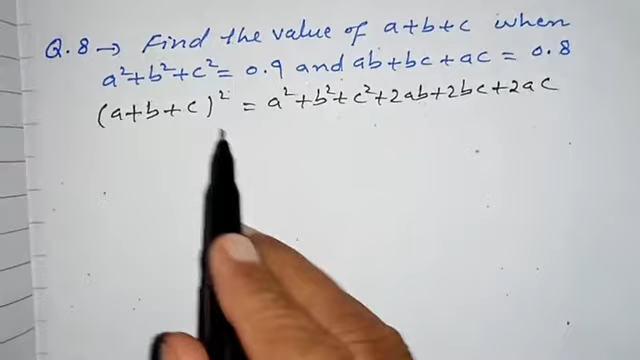 Q.8→ Find the value of a+b+c when
a²+b²+c² = 0.9 and ab+bc+ac = 0.8
(a+b+c)² = a²+b²+c²+2ab+2bc+2ac